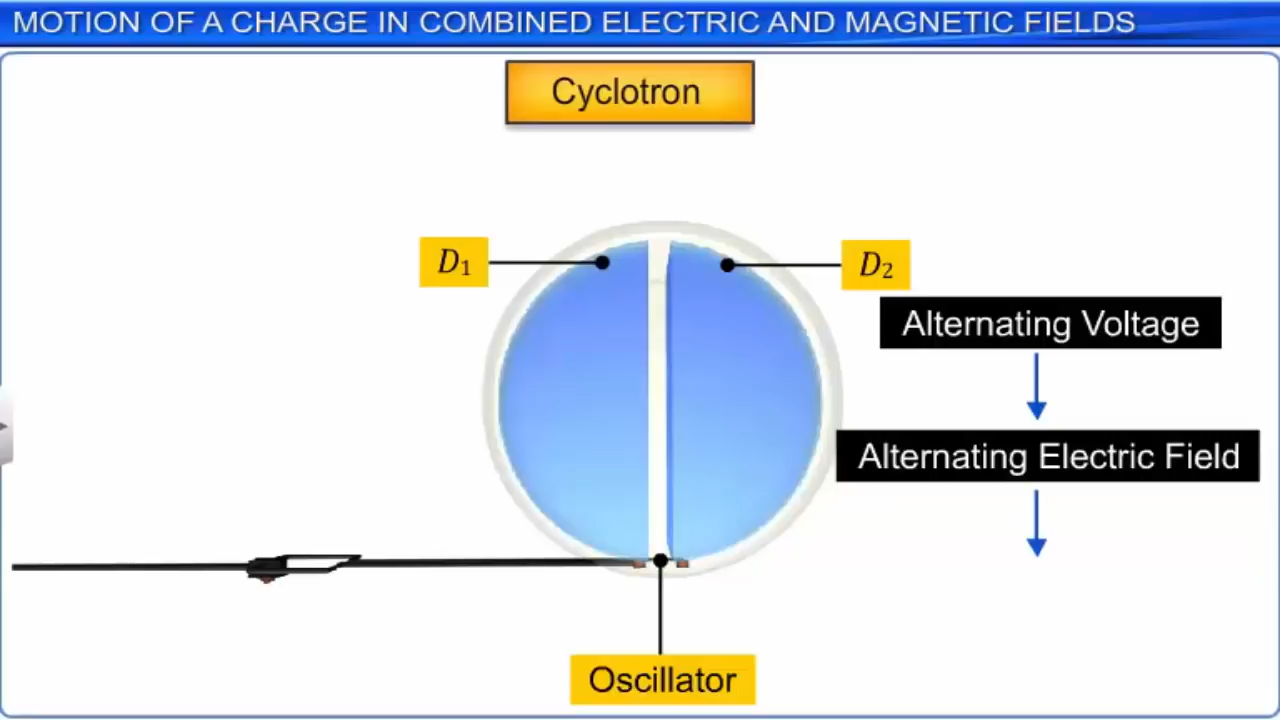 MOTION OF A CHARGE IN COMBINED ELECTRIC AND MAGNETIC FIELDS
Cyclotron
D₁
D₂
Alternating Voltage
Alternating Electric Field
Oscillator